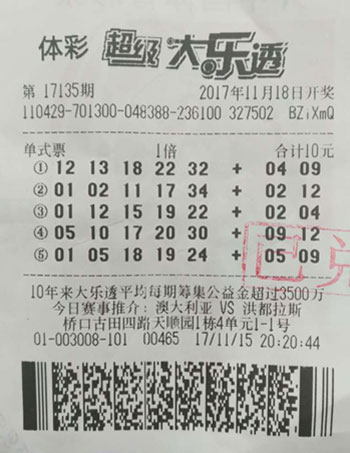 体彩 超级大乐透
第 17135期 2017年11月18日开奖
110429-701300-048388-236100 327502 BZiXmQ
单式票 1倍 合计10元
① 12 13 18 22 32 + 04 09
② 01 02 11 17 34 + 02 12
③ 01 12 15 19 22 + 02 04
④ 05 10 17 20 30 + 09 12
⑤ 01 05 18 19 24 + 05 09
已兑
10年来大乐透平均每期筹集公益金超过3500万
今日赛事推介: 澳大利亚 VS 洪都拉斯
桥口古田四路天顺园1栋4单元1-1号
01-003008-101 00465 17/11/15 20:20:44